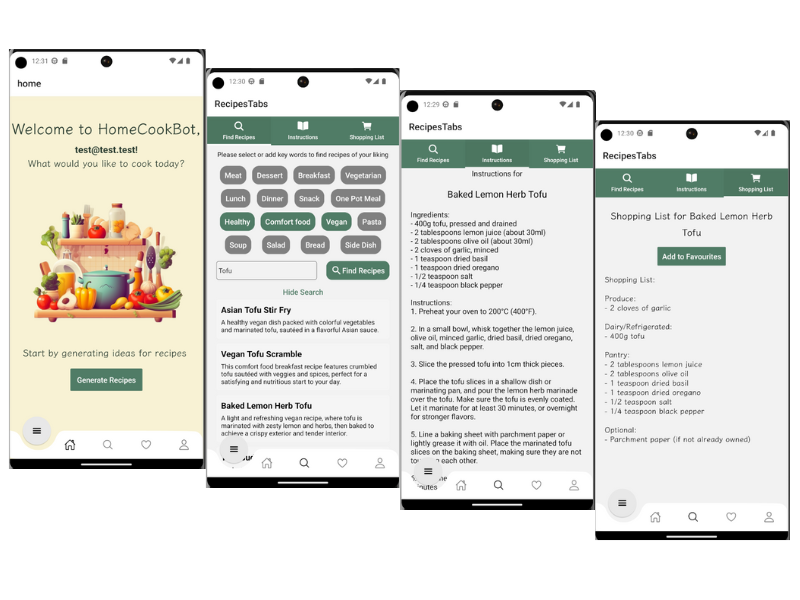 12:31
home
Welcome to HomeCookBot,
test@test.test!
What would you like to cook today?
Start by generating ideas for recipes
Generate Recipes
12:30
RecipesTabs
Find Recipes Instructions Shopping List
Please select or add key words to find recipes of your liking
Meat Dessert Breakfast Vegetarian
Lunch Dinner Snack One Pot Meal
Healthy Comfort food Vegan Pasta
Soup Salad Bread Side Dish
Tofu Find Recipes
Hide Search
Asian Tofu Stir Fry
A healthy vegan dish packed with colorful vegetables
and marinated tofu, sautéed in a flavorful Asian sauce.
Vegan Tofu Scramble
This comfort food breakfast recipe features crumbled
tofu sautéed with veggies and spices, perfect for a
satisfying and nutritious start to your day.
Baked Lemon Herb Tofu
A light and refreshing vegan recipe, where tofu is
marinated with zesty lemon and herbs, then baked to
achieve a crispy exterior and tender interior.
12:29
RecipesTabs
Find Recipes Instructions Shopping List
Instructions for
Baked Lemon Herb Tofu
Ingredients:
- 400g tofu, pressed and drained
- 2 tablespoons lemon juice (about 30ml)
- 2 tablespoons olive oil (about 30ml)
- 2 cloves of garlic, minced
- 1 teaspoon dried basil
- 1 teaspoon dried oregano
- 1/2 teaspoon salt
- 1/4 teaspoon black pepper
Instructions:
1. Preheat your oven to 200°C (400°F).
2. In a small bowl, whisk together the lemon juice,
olive oil, minced garlic, dried basil, dried oregano,
salt, and black pepper.
3. Slice the pressed tofu into 1cm thick pieces.
4. Place the tofu slices in a shallow dish or
marinating pan, and pour the lemon herb marinade
over the tofu. Make sure the tofu is evenly coated.
Let it marinate for at least 30 minutes, or overnight
for stronger flavors.
5. Line a baking sheet with parchment paper or
lightly grease it with oil. Place the marinated tofu
slices on the baking sheet, making sure they are not
each other.
12:30
RecipesTabs
Find Recipes Instructions Shopping List
Shopping List for Baked Lemon Herb
Tofu
Add to Favourites
Shopping List:
Produce:
- 2 cloves of garlic
Dairy/Refrigerated:
- 400g tofu
Pantry:
- 2 tablespoons lemon juice
- 2 tablespoons olive oil
- 1 teaspoon dried basil
- 1 teaspoon dried oregano
- 1/2 teaspoon salt
- 1/4 teaspoon black pepper
Optional:
- Parchment paper (if not already owned)